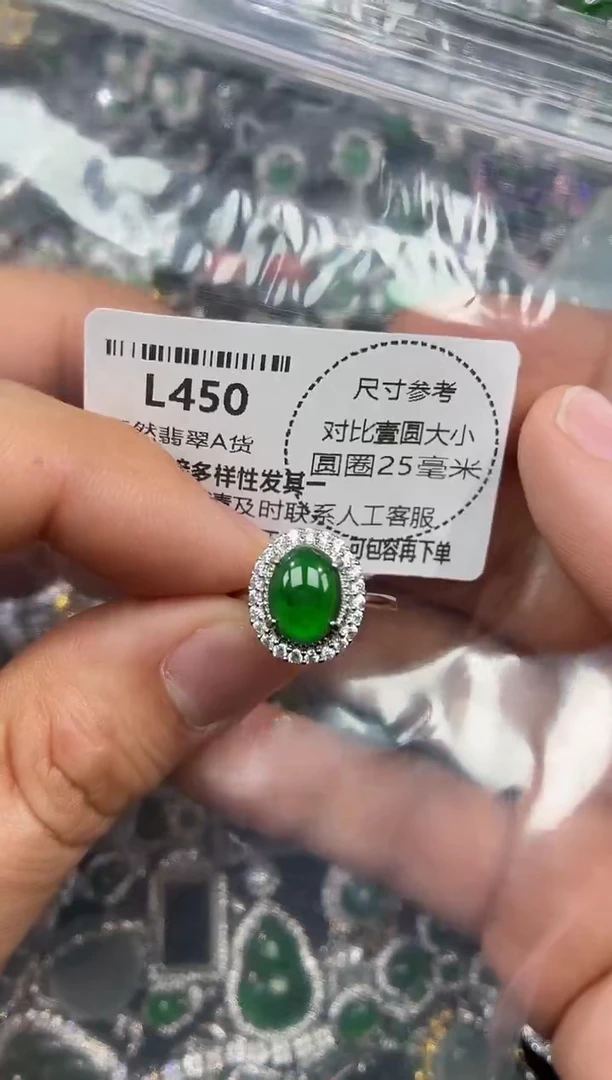 L450
然翡翠A货
多样性发其一
及时联系人工客服
可包容再下单
尺寸参考
对比壹圆大小
圆圈25毫米